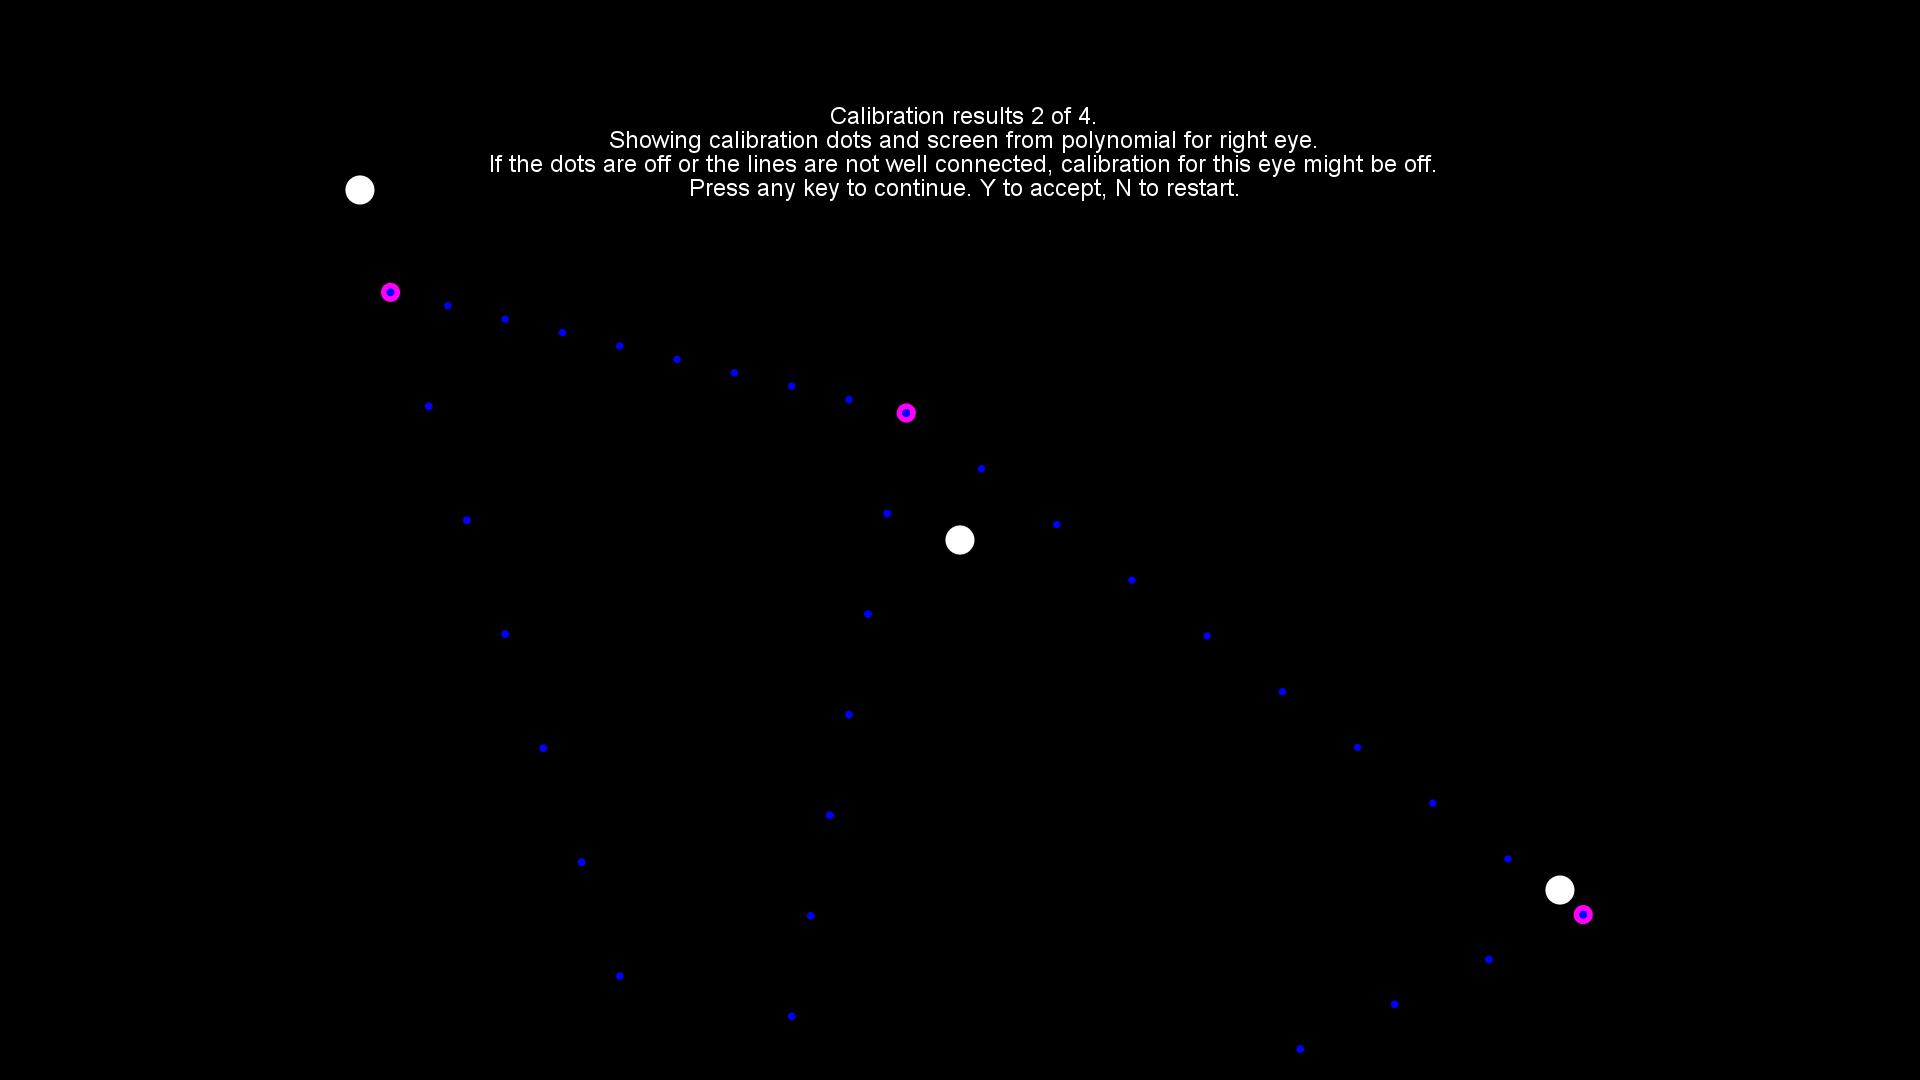 Calibration results 2 of 4.
Showing calibration dots and screen from polynomial for right eye.
If the dots are off or the lines are not well connected, calibration for this eye might be off.
Press any key to continue. Y to accept, N to restart.